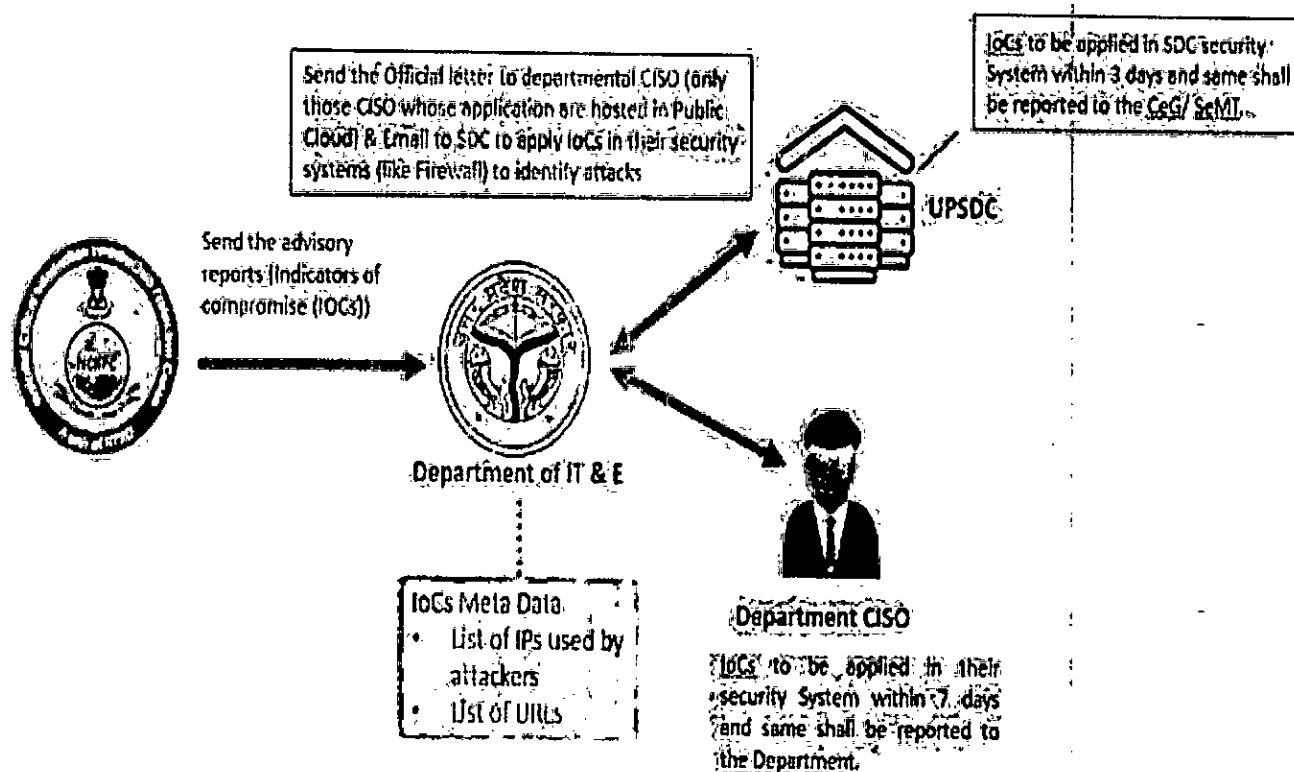 IoCs to be applied in SDC security
System within 3 days and same shall
be reported to the CeG/ SeMT.
Send the Official letter to departmental CISO (only
those CISO whose application are hosted in Public
Cloud) & Email to SDC to apply IoCs in their security
systems (like Firewall) to identify attacks
UPSDC
Send the advisory
reports (Indicators of
compromise (IOCs))
Department of IT & E
IoCs Meta Data
• List of IPs used by
attackers
• List of URLs
Department CISO
IoCs to be applied in their
security System within 7 days
and same shall be reported to
the Department.